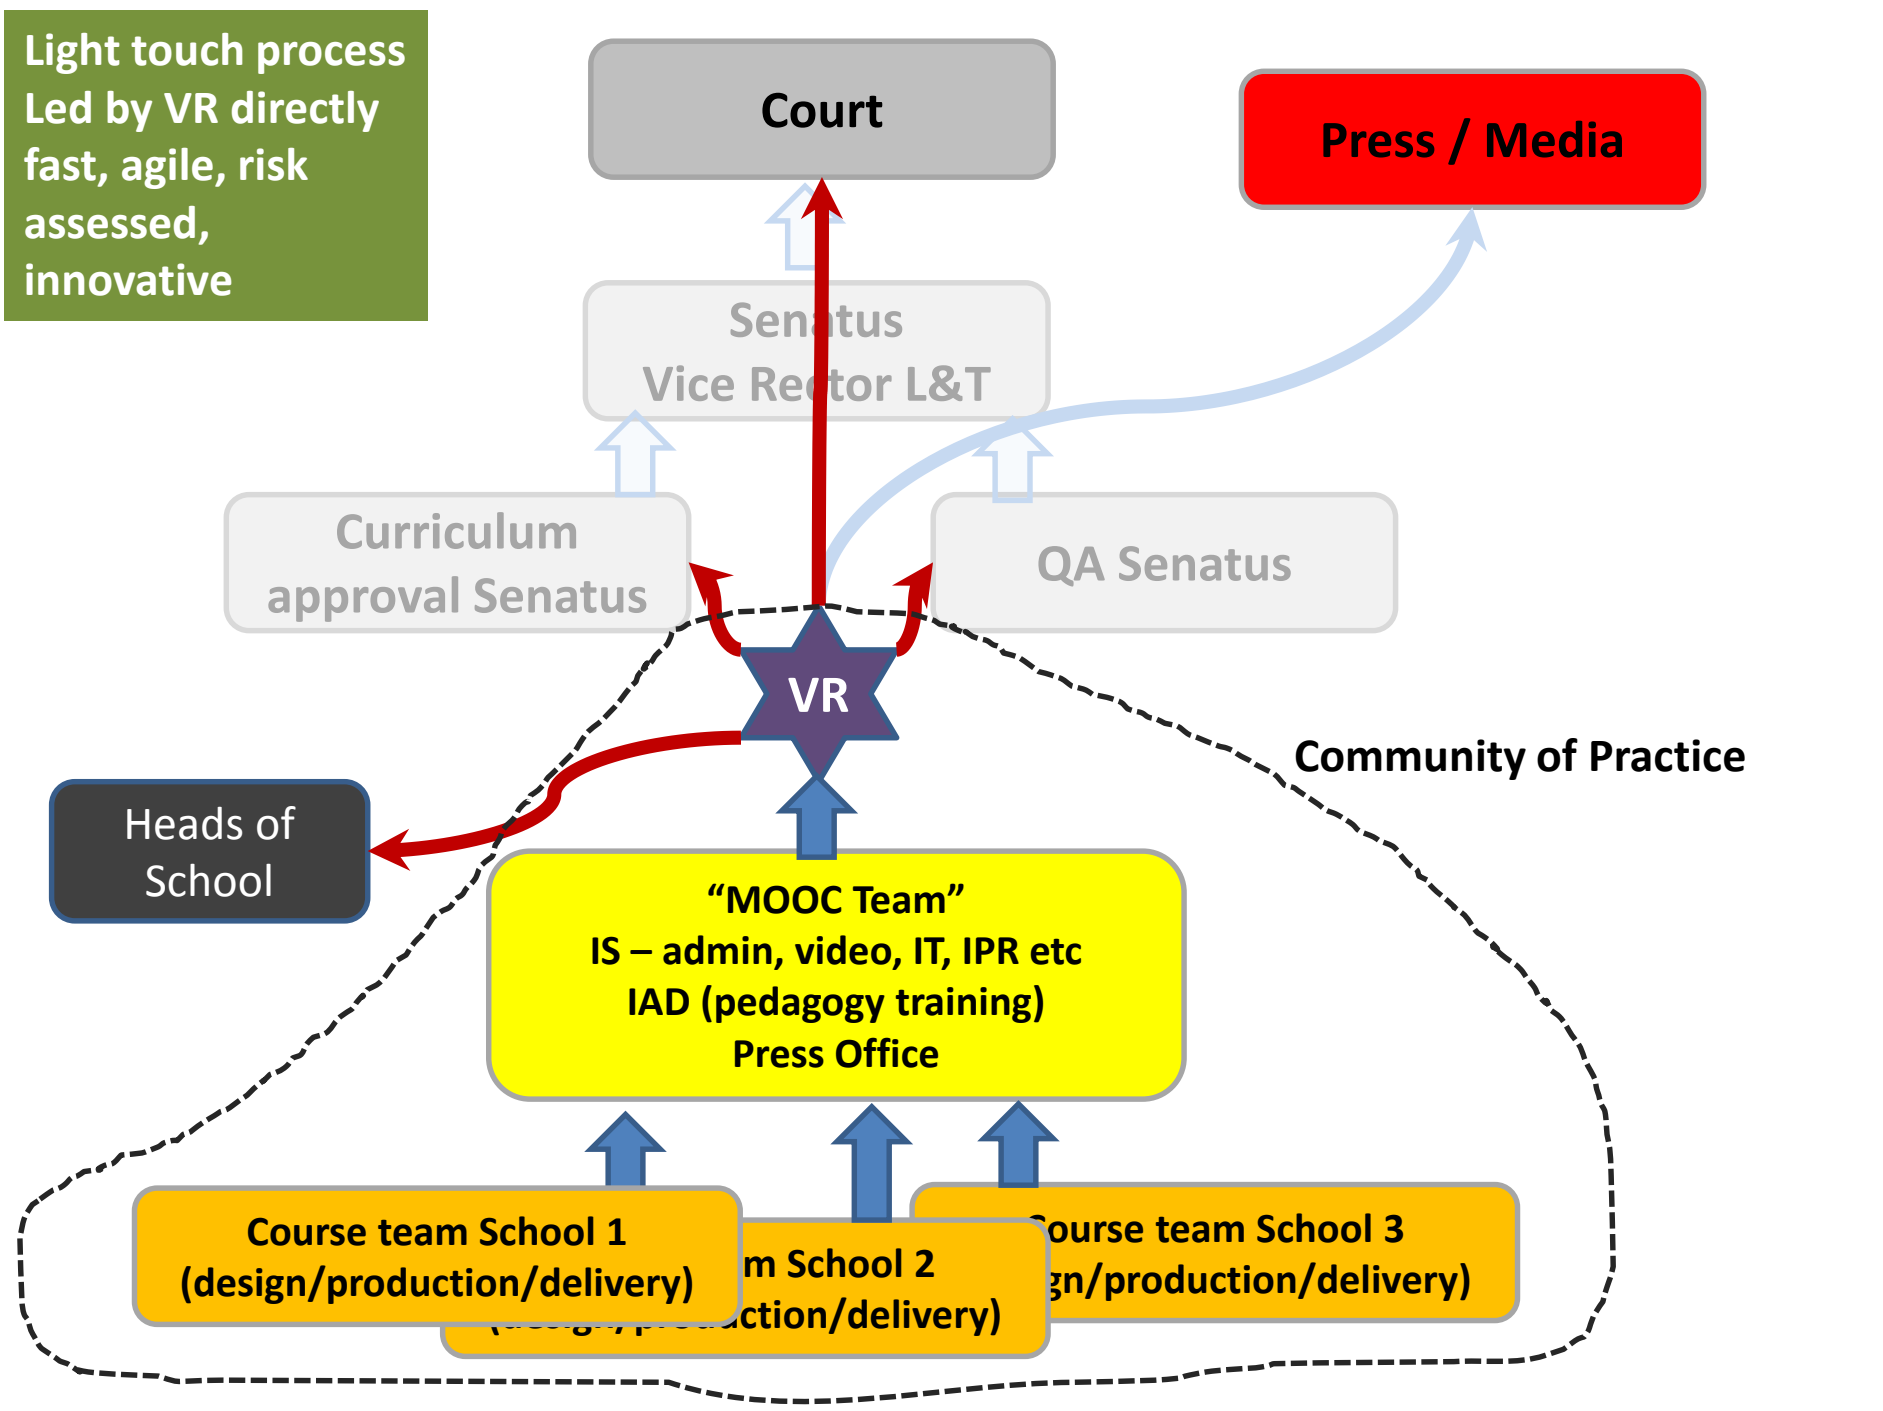 Light touch process
Led by VR directly
fast, agile, risk
assessed,
innovative
Court
Press / Media
Senatus
Vice Rector L&T
Curriculum
approval Senatus
QA Senatus
VR
Community of Practice
Heads of
School
“MOOC Team”
IS – admin, video, IT, IPR etc
IAD (pedagogy training)
Press Office
Course team School 1
(design/production/delivery)
m School 2
(design/production/delivery)
Course team School 3
gn/production/delivery)